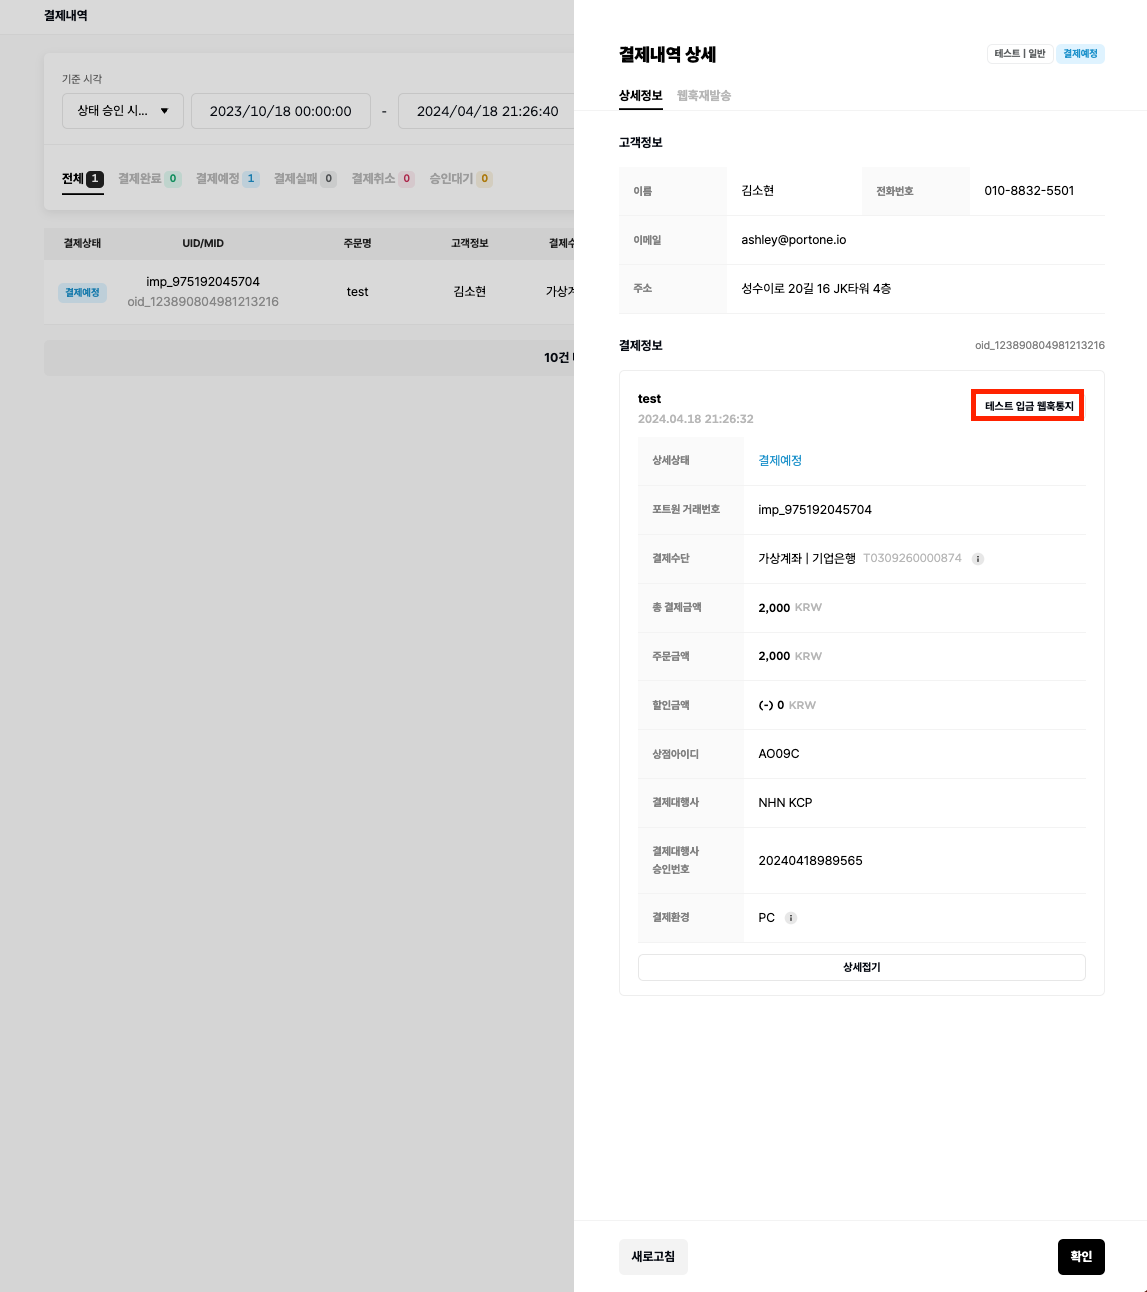 결제내역
기준 시각
상태 승인 시... ▼ 2023/10/18 00:00:00 - 2024/04/18 21:26:40
전체 1 결제완료 0 결제예정 1 결제실패 0 결제취소 0 승인대기 0
결제상태 UID/MID 주문명 고객정보
결제예정 imp_975192045704 test 김소현
oid_123890804981213216
10건
결제내역 상세 테스트 | 일반 결제예정
상세정보 웹훅재발송
고객정보
이름 김소현 전화번호 010-8832-5501
이메일 ashley@portone.io
주소 성수이로 20길 16 JK타워 4층
결제정보 oid_123890804981213216
test 테스트 입금 웹훅통지
2024.04.18 21:26:32
상세상태 결제예정
포트원 거래번호 imp_975192045704
결제수단 가상계좌 | 기업은행 T0309260000874 i
총 결제금액 2,000 KRW
주문금액 2,000 KRW
할인금액 (-) 0 KRW
상점아이디 AO09C
결제대행사 NHN KCP
결제대행사
승인번호 20240418989565
결제환경 PC i
상세접기
새로고침 확인